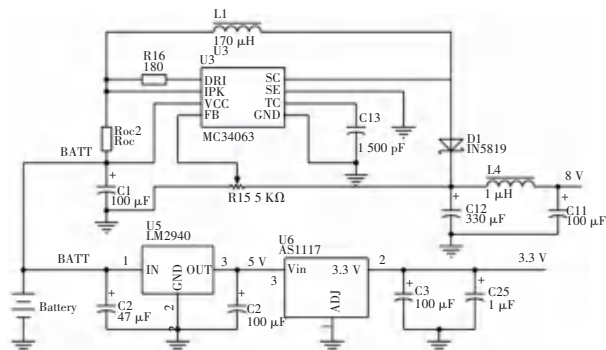 L1
170 μH
U3
R16
180
U3
DRI
IPK
VCC
FB
SC
SE
TC
GND
MC34063
C13
1 500 pF
D1
IN5819
Roc2
Roc
BATT
+
C1
100 μF
R15 5 KΩ
L4
1 μH
8 V
+
C12
330 μF
+
C11
100 μF
U5
LM2940
BATT
1
IN
GND
OUT
3
5 V
2
U6
AS1117
Vin
3
3.3 V
ADJ
2
3.3 V
Battery
+
C2
47 μF
+
C2
100 μF
+
C3
100 μF
+
C25
1 μF